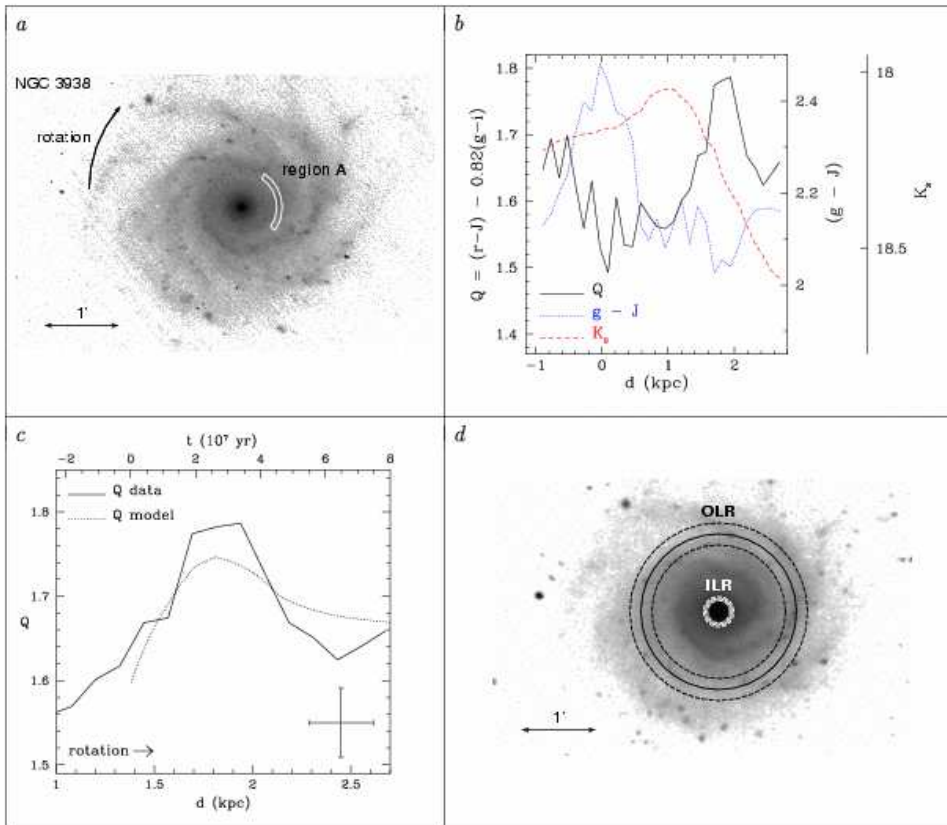 a
NGC 3938
rotation
region A
1'
b
Q = (r-J) - 0.82(g-i)
1.8
1.7
1.6
1.5
1.4
Q
g - J
K_s
-1 0 1 2
d (kpc)
2.4
2.2
2
(g - J)
18
18.5
K_s
c
t (10⁷ yr)
-2 0 2 4 6 8
Q data
Q model
Q
1.8
1.7
1.6
1.5
rotation →
1 1.5 2 2.5
d (kpc)
d
OLR
ILR
1'